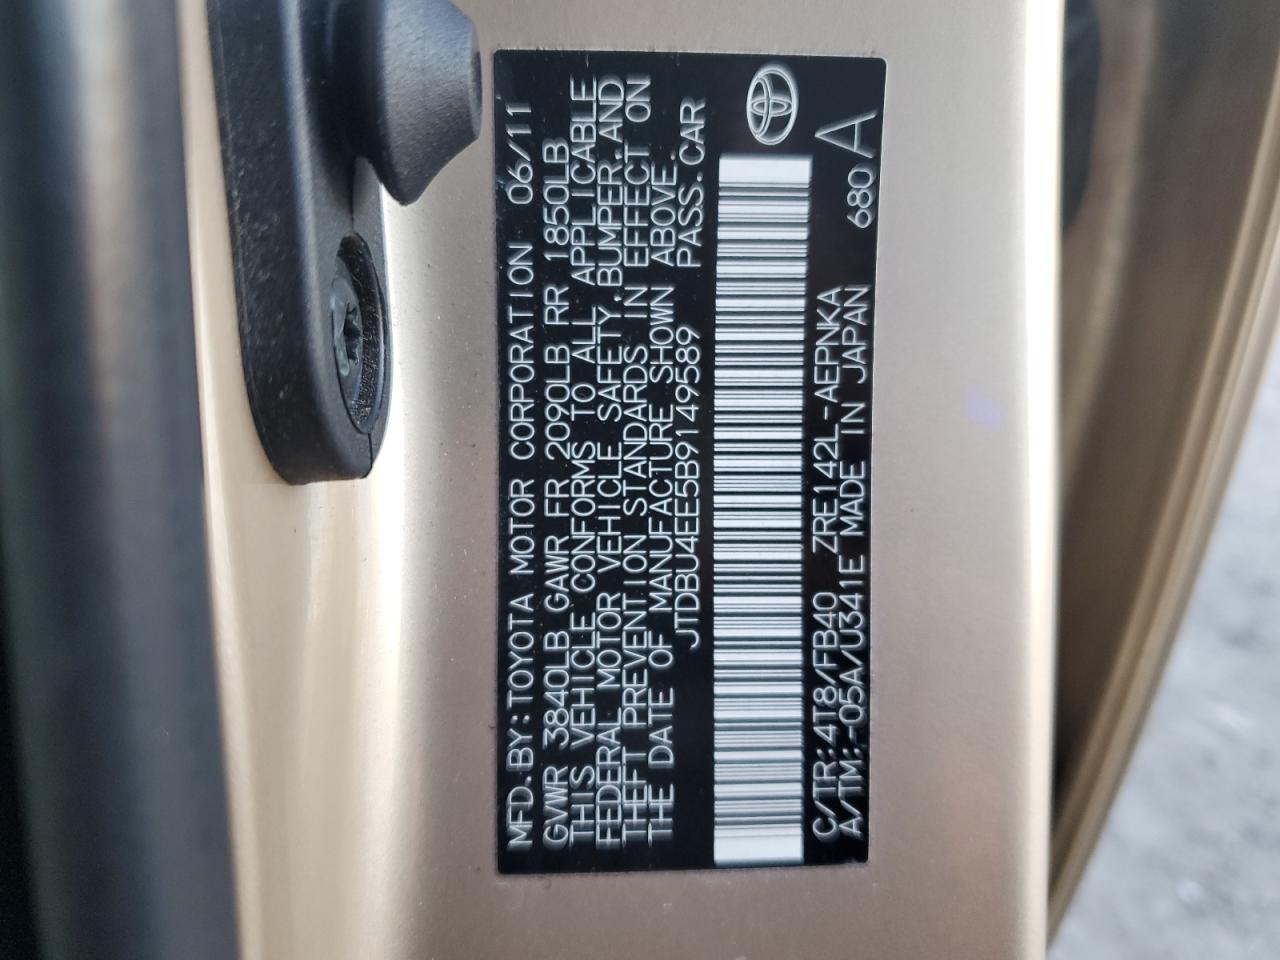 MFD.BY:TOYOTA MOTOR CORPORATION 06/11
GVWR 3840LB GAWR FR 2090LB RR 1850LB
THIS VEHICLE CONFORMS TO ALL APPLICABLE
FEDERAL MOTOR VEHICLE SAFETY,BUMPER,AND
THEFT PREVENTION STANDARDS IN EFFECT ON
THE DATE OF MANUFACTURE SHOWN ABOVE.
JTDBU4EE5B9149589 PASS.CAR
C/TR:4T8/FB40 ZRE142L-AEPNKA 680 A
A/TM:-05A/U341E MADE IN JAPAN